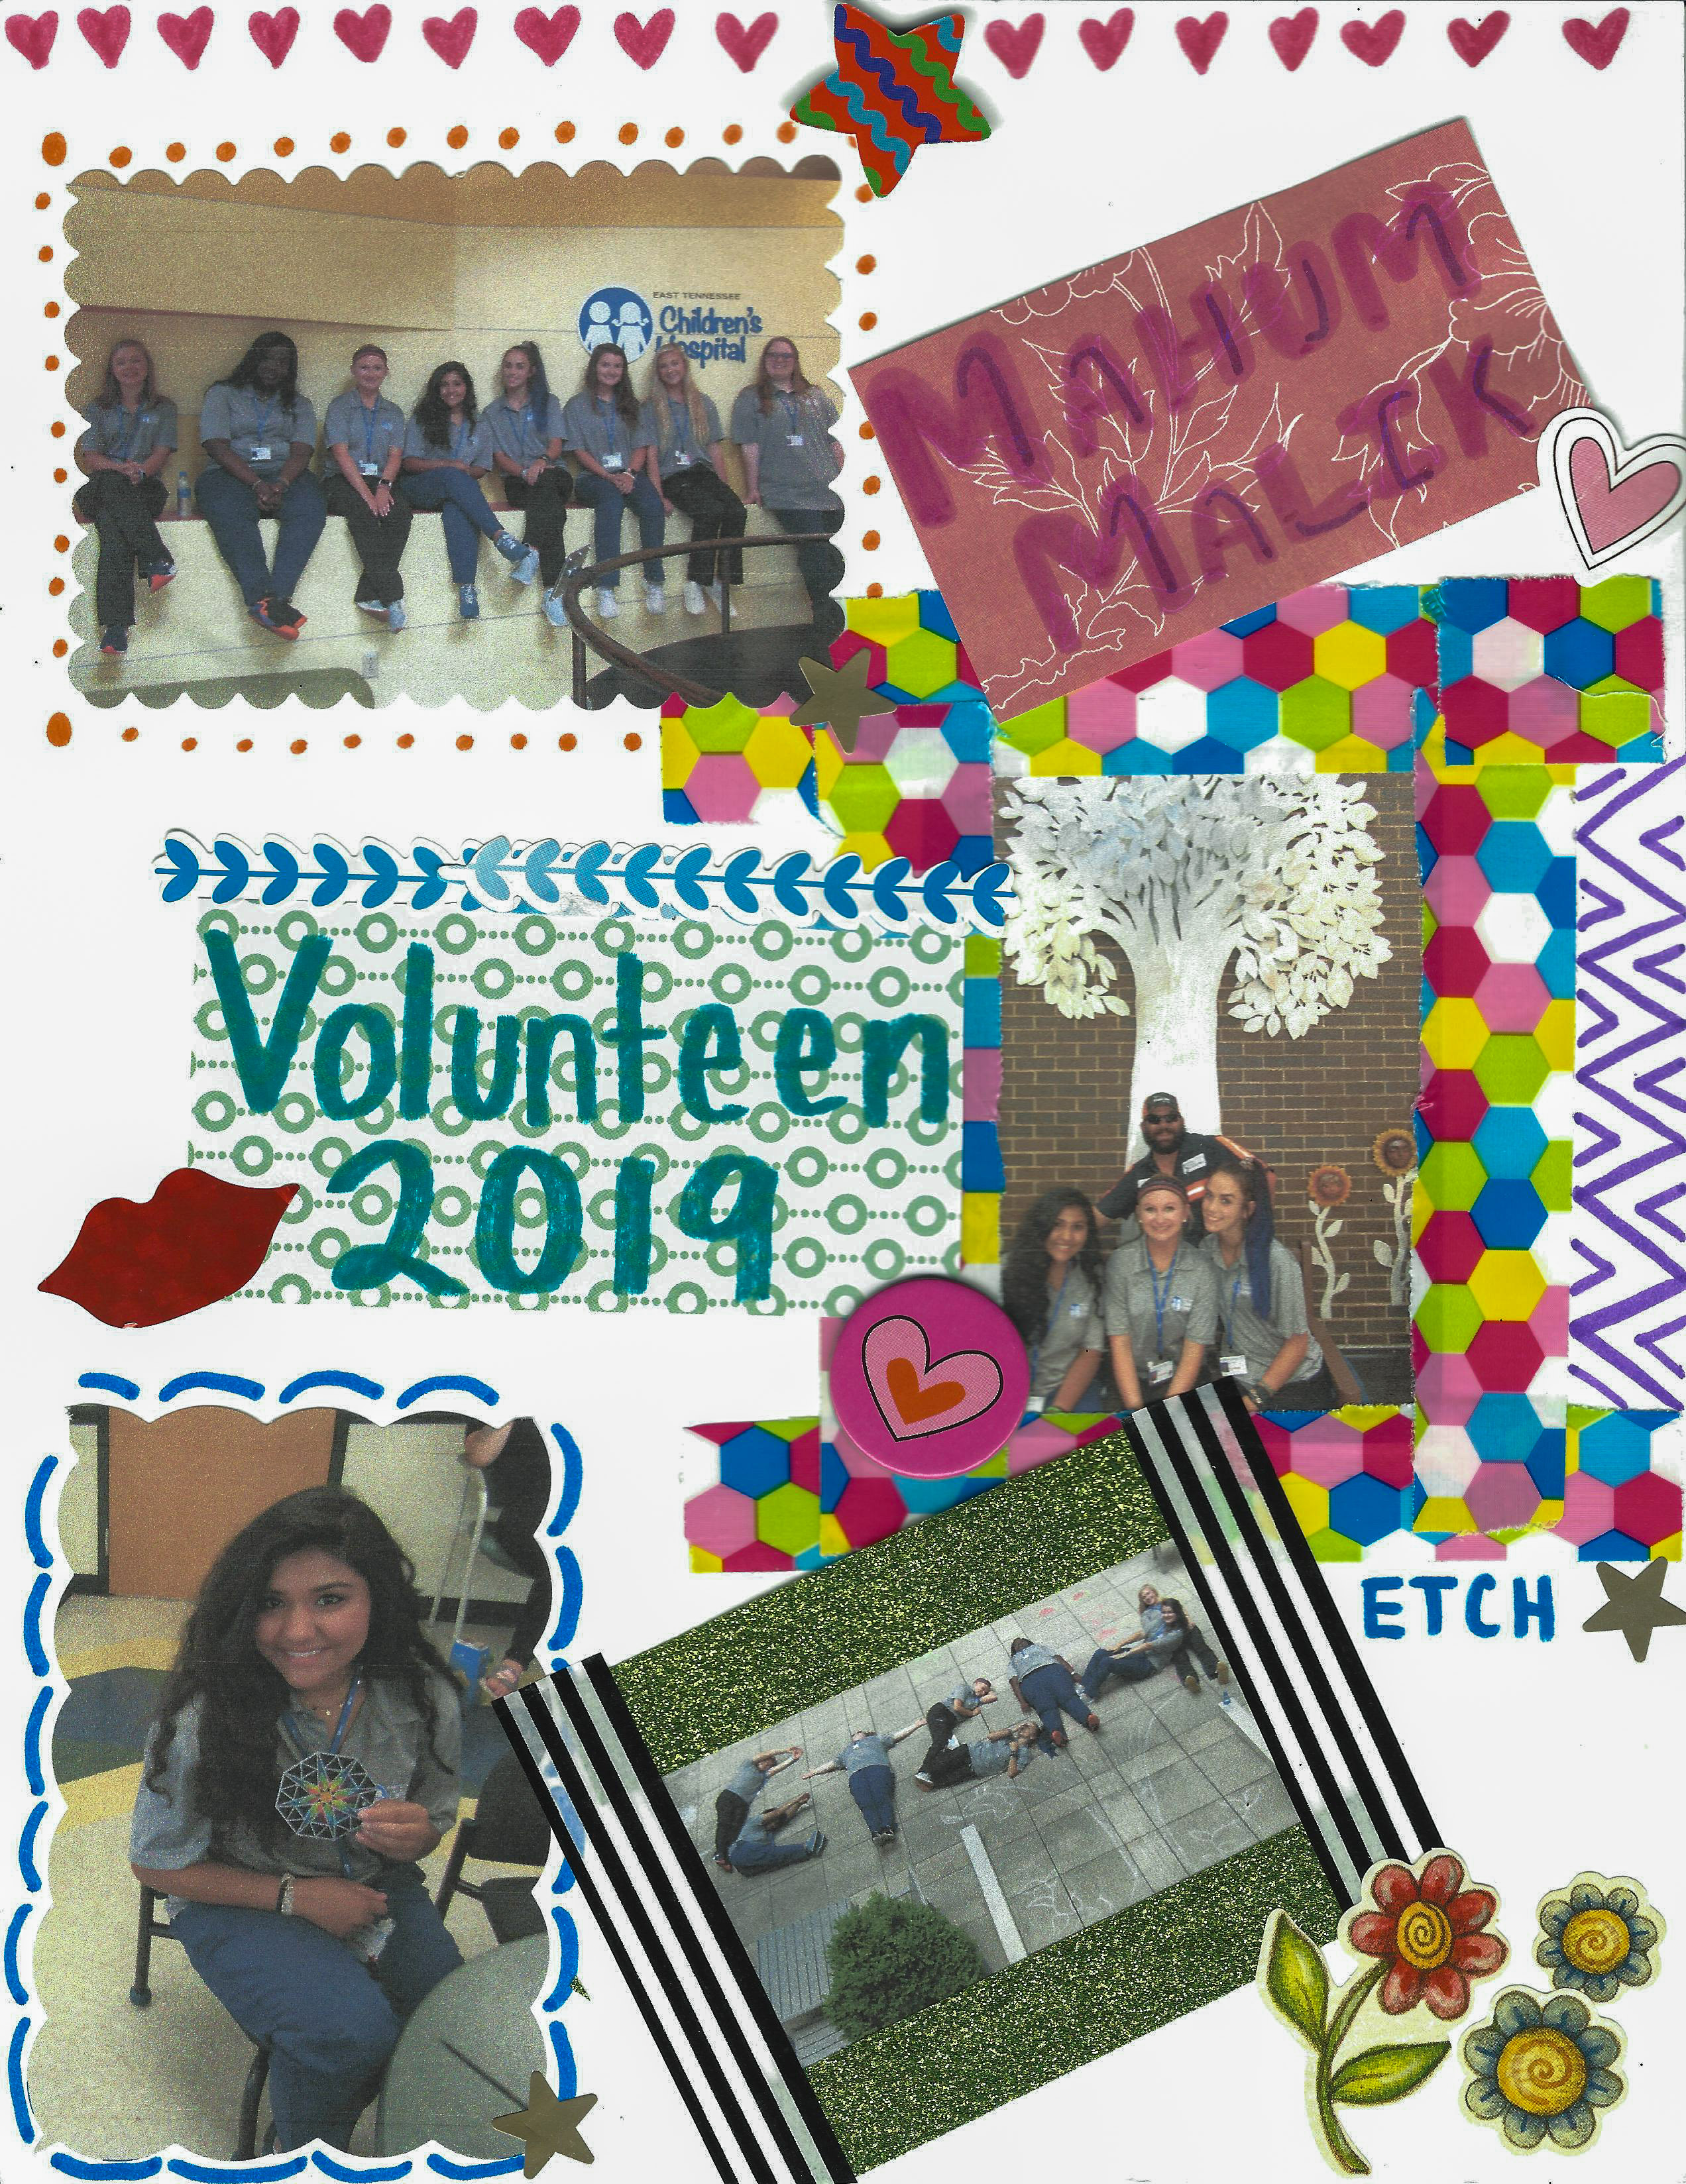 EAST TENNESSEE
Children's
Hospital
MAHUM
MALIK
Volunteen
2019
ETCH